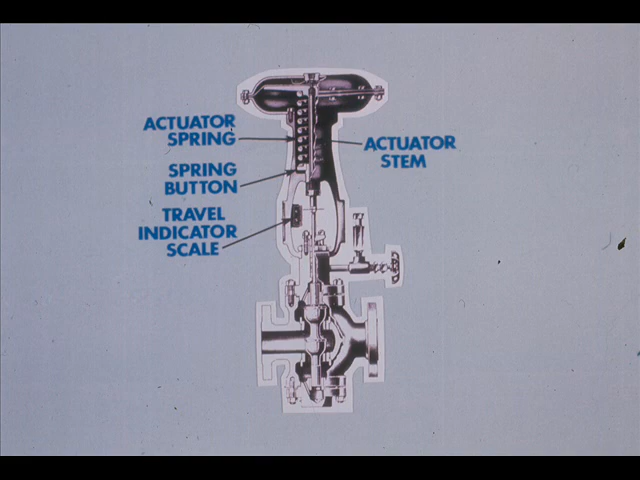 ACTUATOR
SPRING
ACTUATOR
STEM
SPRING
BUTTON
TRAVEL
INDICATOR
SCALE